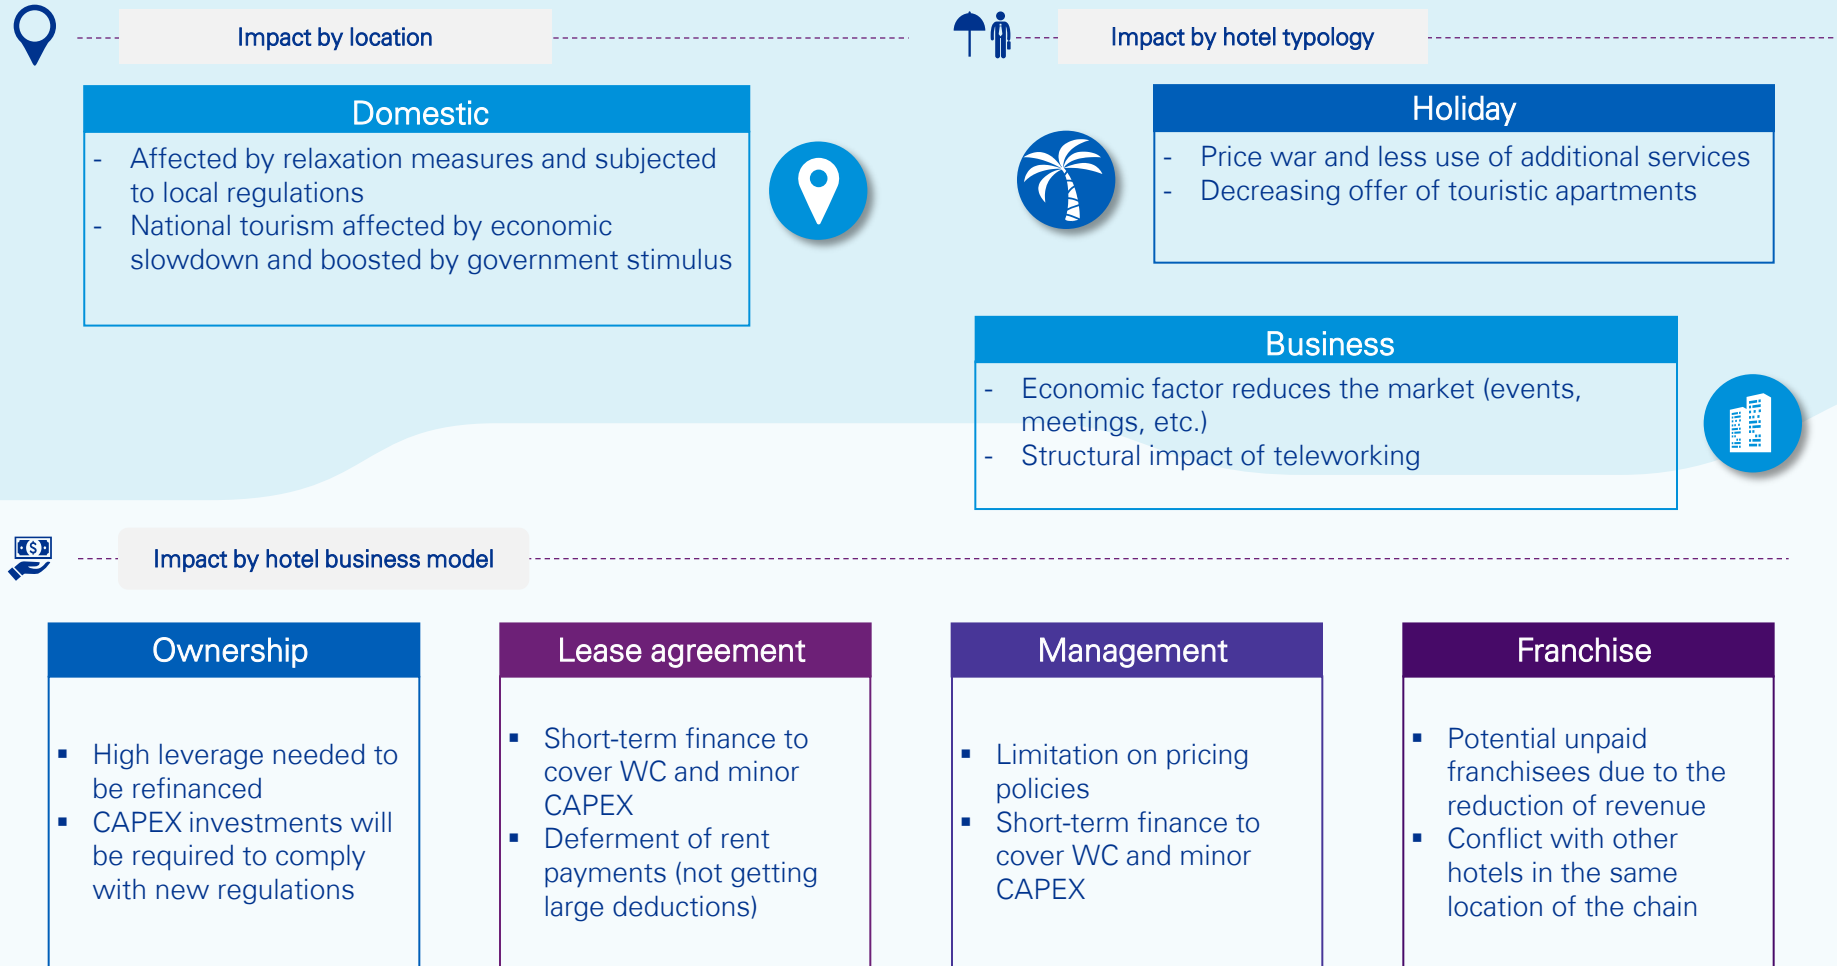 Impact by location
Domestic
- Affected by relaxation measures and subjected
to local regulations
- National tourism affected by economic
slowdown and boosted by government stimulus
Impact by hotel typology
Holiday
- Price war and less use of additional services
- Decreasing offer of touristic apartments
Business
- Economic factor reduces the market (events,
meetings, etc.)
- Structural impact of teleworking
Impact by hotel business model
Ownership
▪ High leverage needed to
be refinanced
▪ CAPEX investments will
be required to comply
with new regulations
Lease agreement
▪ Short-term finance to
cover WC and minor
CAPEX
▪ Deferment of rent
payments (not getting
large deductions)
Management
▪ Limitation on pricing
policies
▪ Short-term finance to
cover WC and minor
CAPEX
Franchise
▪ Potential unpaid
franchisees due to the
reduction of revenue
▪ Conflict with other
hotels in the same
location of the chain